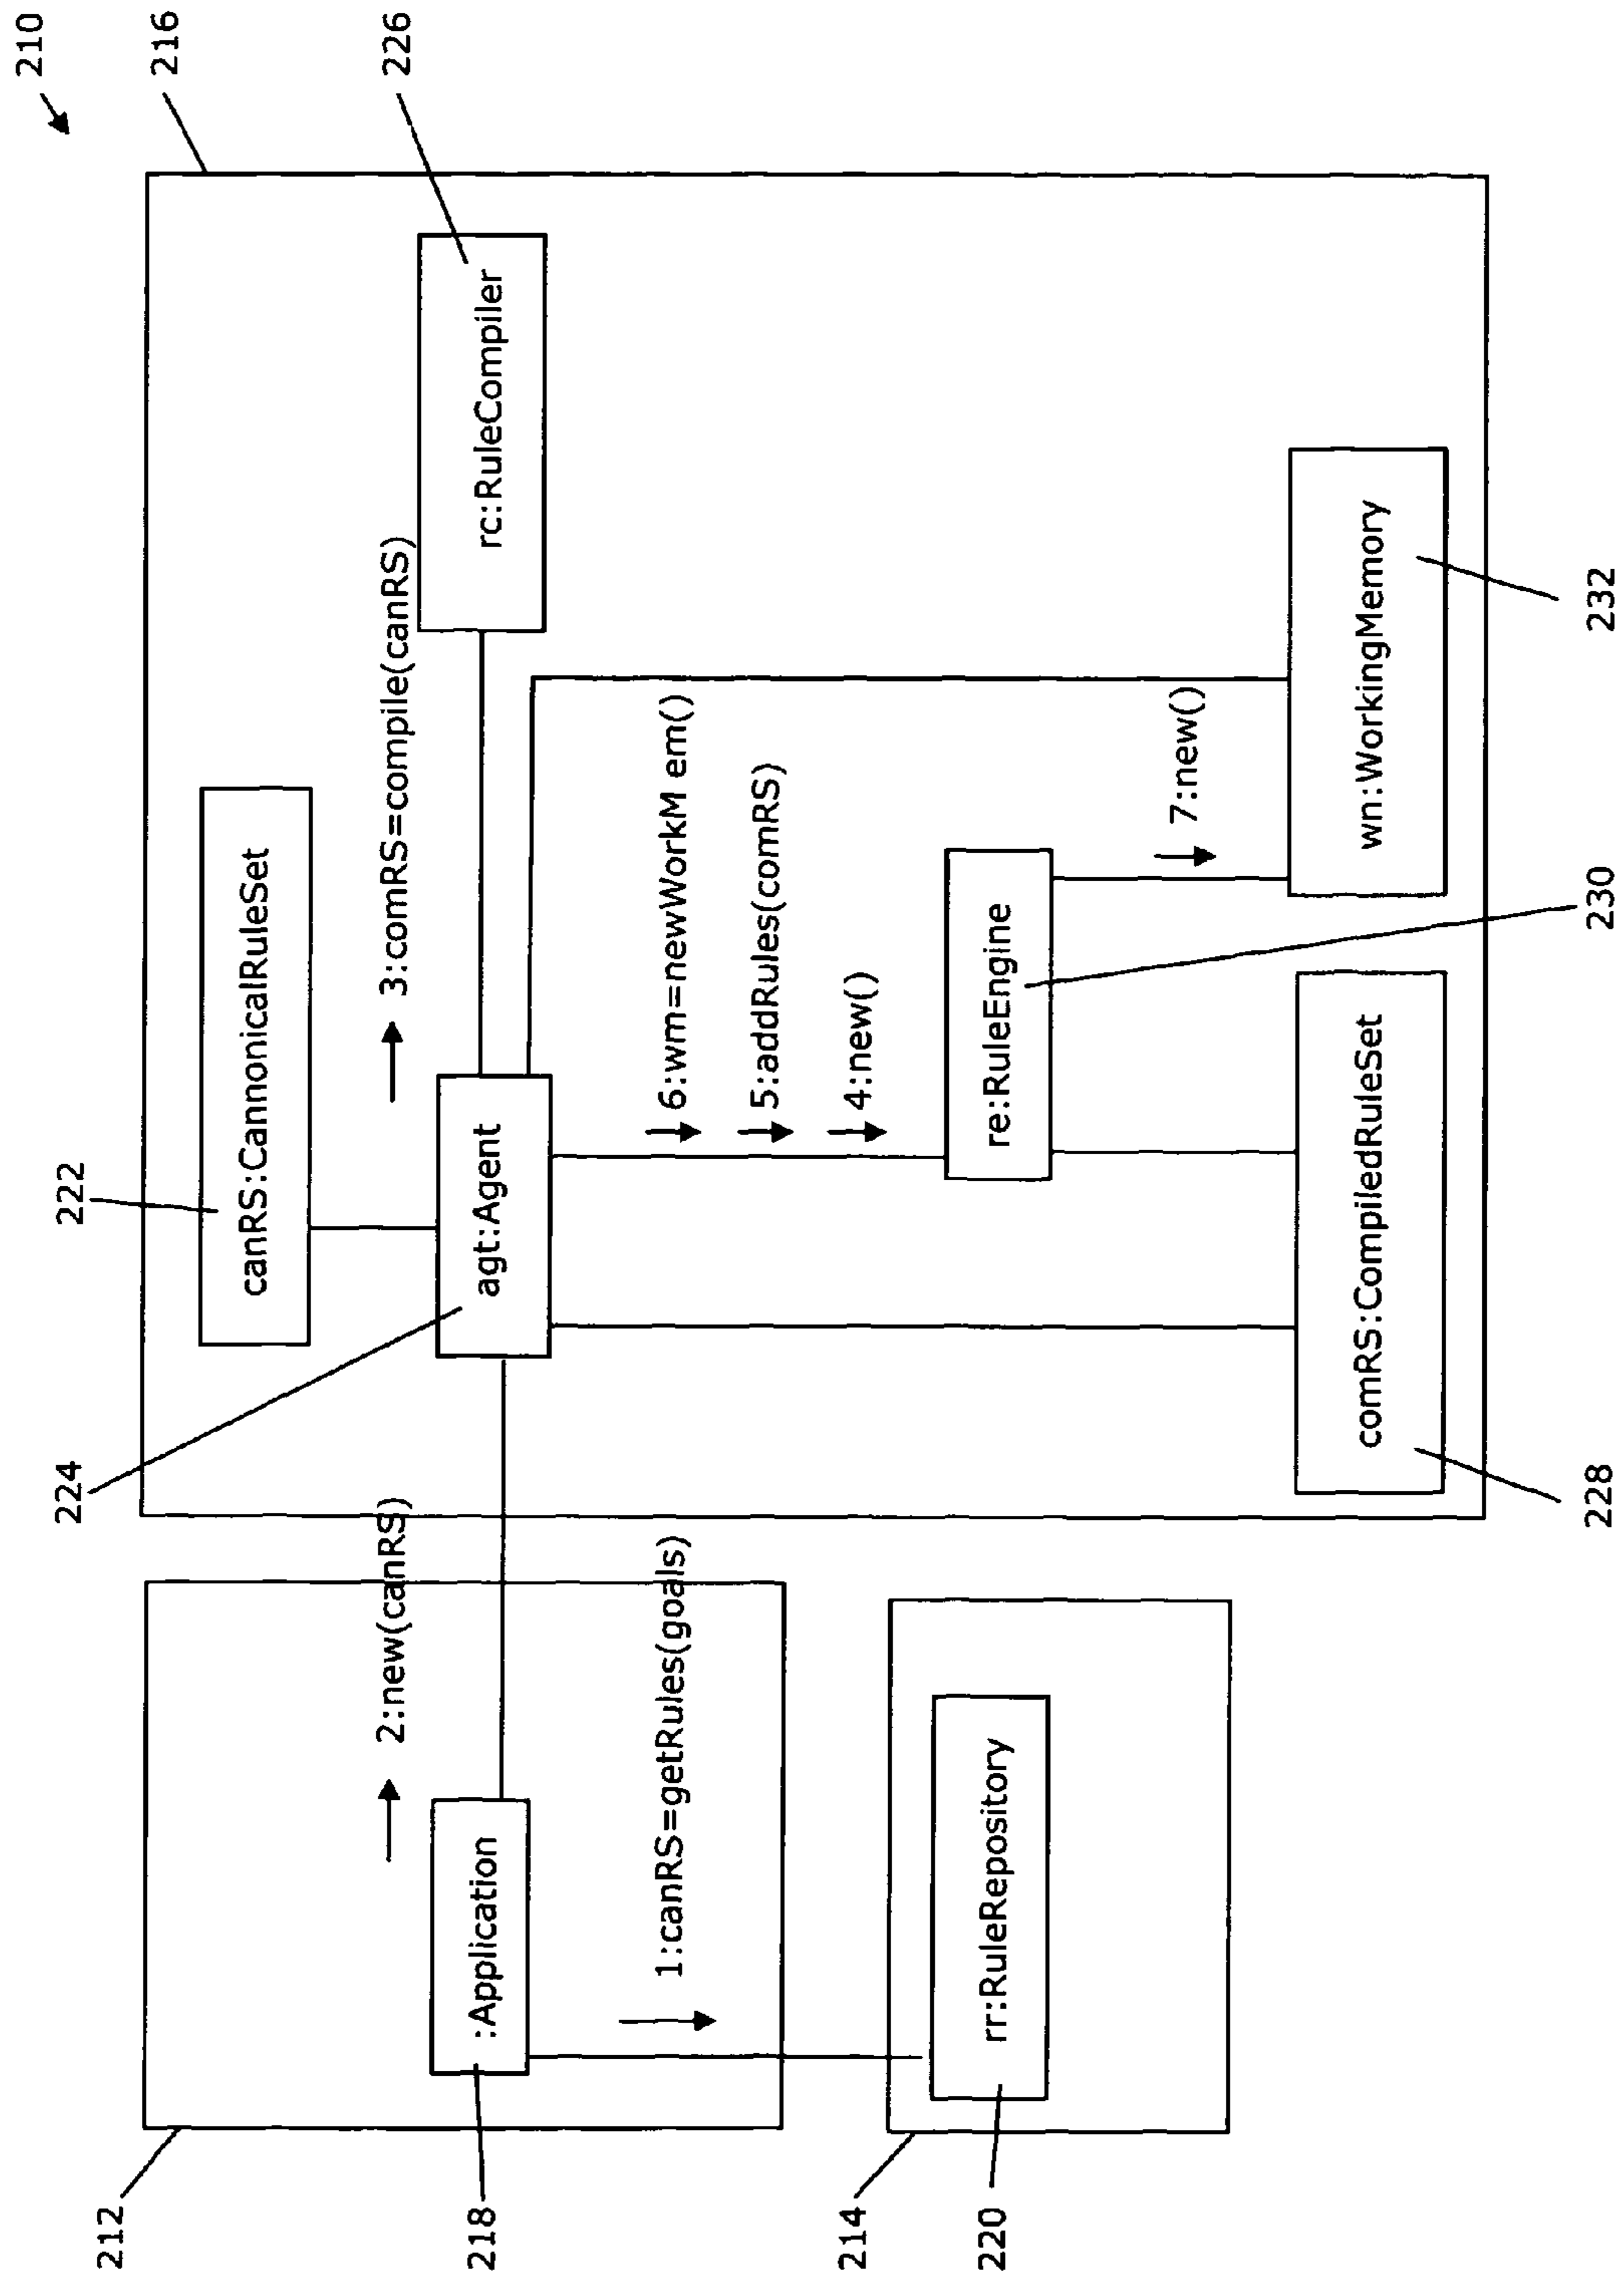 210
216
226
222
canRS:CannonicalRuleSet
224
2:new(canRS)
3:comRS=compile(canRS)
212
218
:Application
agt:Agent
rc:RuleCompiler
1:canRS=getRules(goals)
6:wm=newWorkM em()
5:addRules(comRS)
4:new()
214
220
rr:RuleRepository
re:RuleEngine
7:new()
comRS:CompiledRuleSet
wn:WorkingMemory
228
230
232